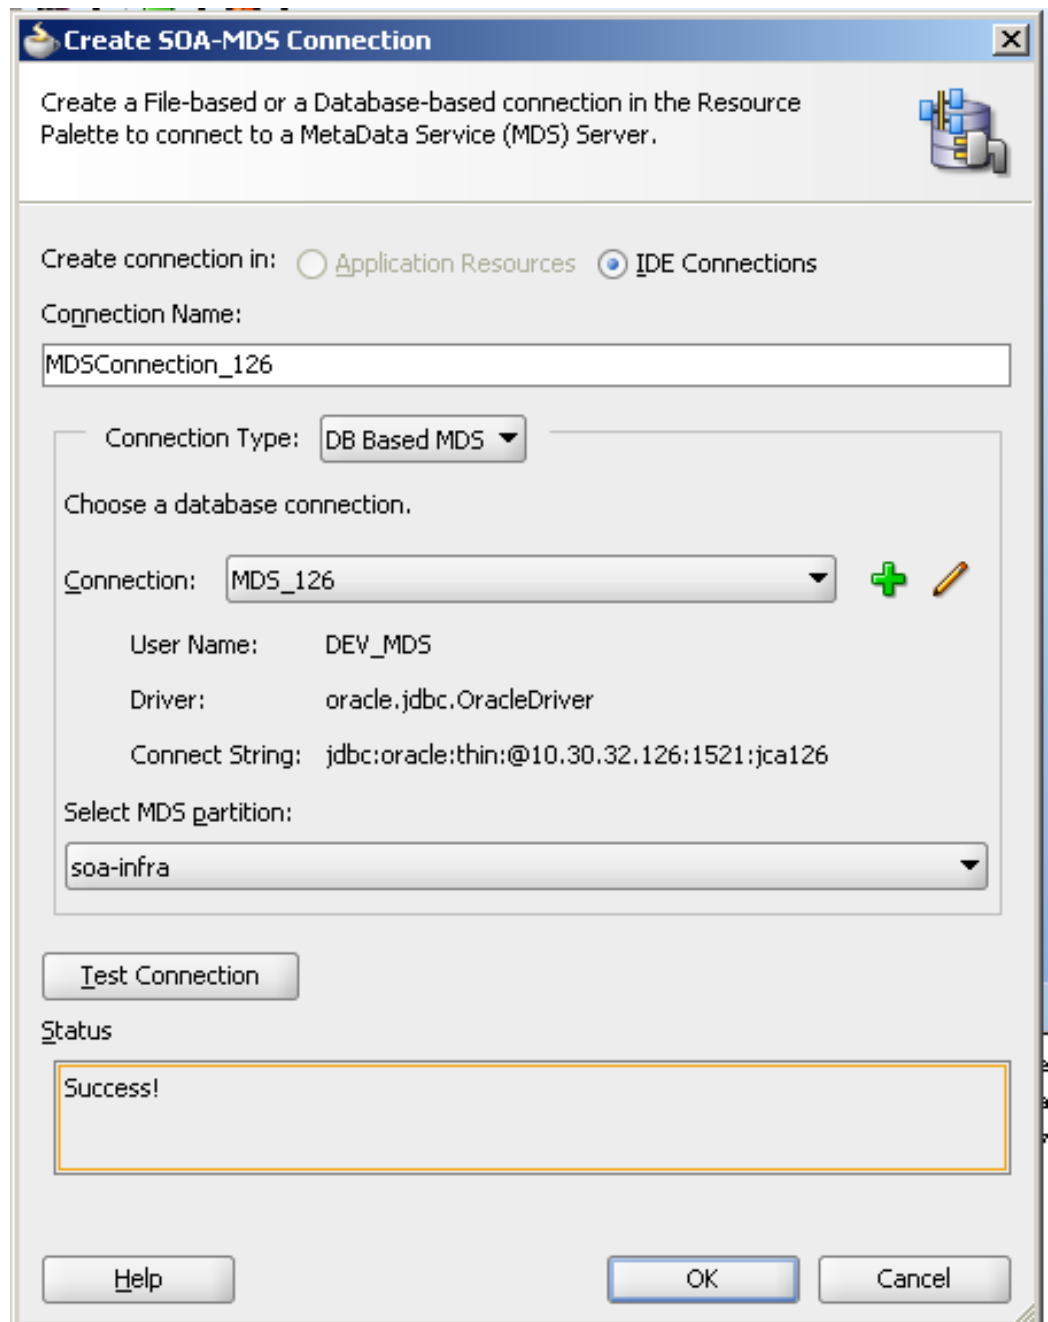 Create SOA-MDS Connection
Create a File-based or a Database-based connection in the Resource
Palette to connect to a MetaData Service (MDS) Server.
Create connection in: Application Resources IDE Connections
Connection Name:
MDSConnection_126
Connection Type: DB Based MDS
Choose a database connection.
Connection: MDS_126
User Name: DEV_MDS
Driver: oracle.jdbc.OracleDriver
Connect String: jdbc:oracle:thin:@10.30.32.126:1521:jca126
Select MDS partition:
soa-infra
Test Connection
Status
Success!
Help OK Cancel